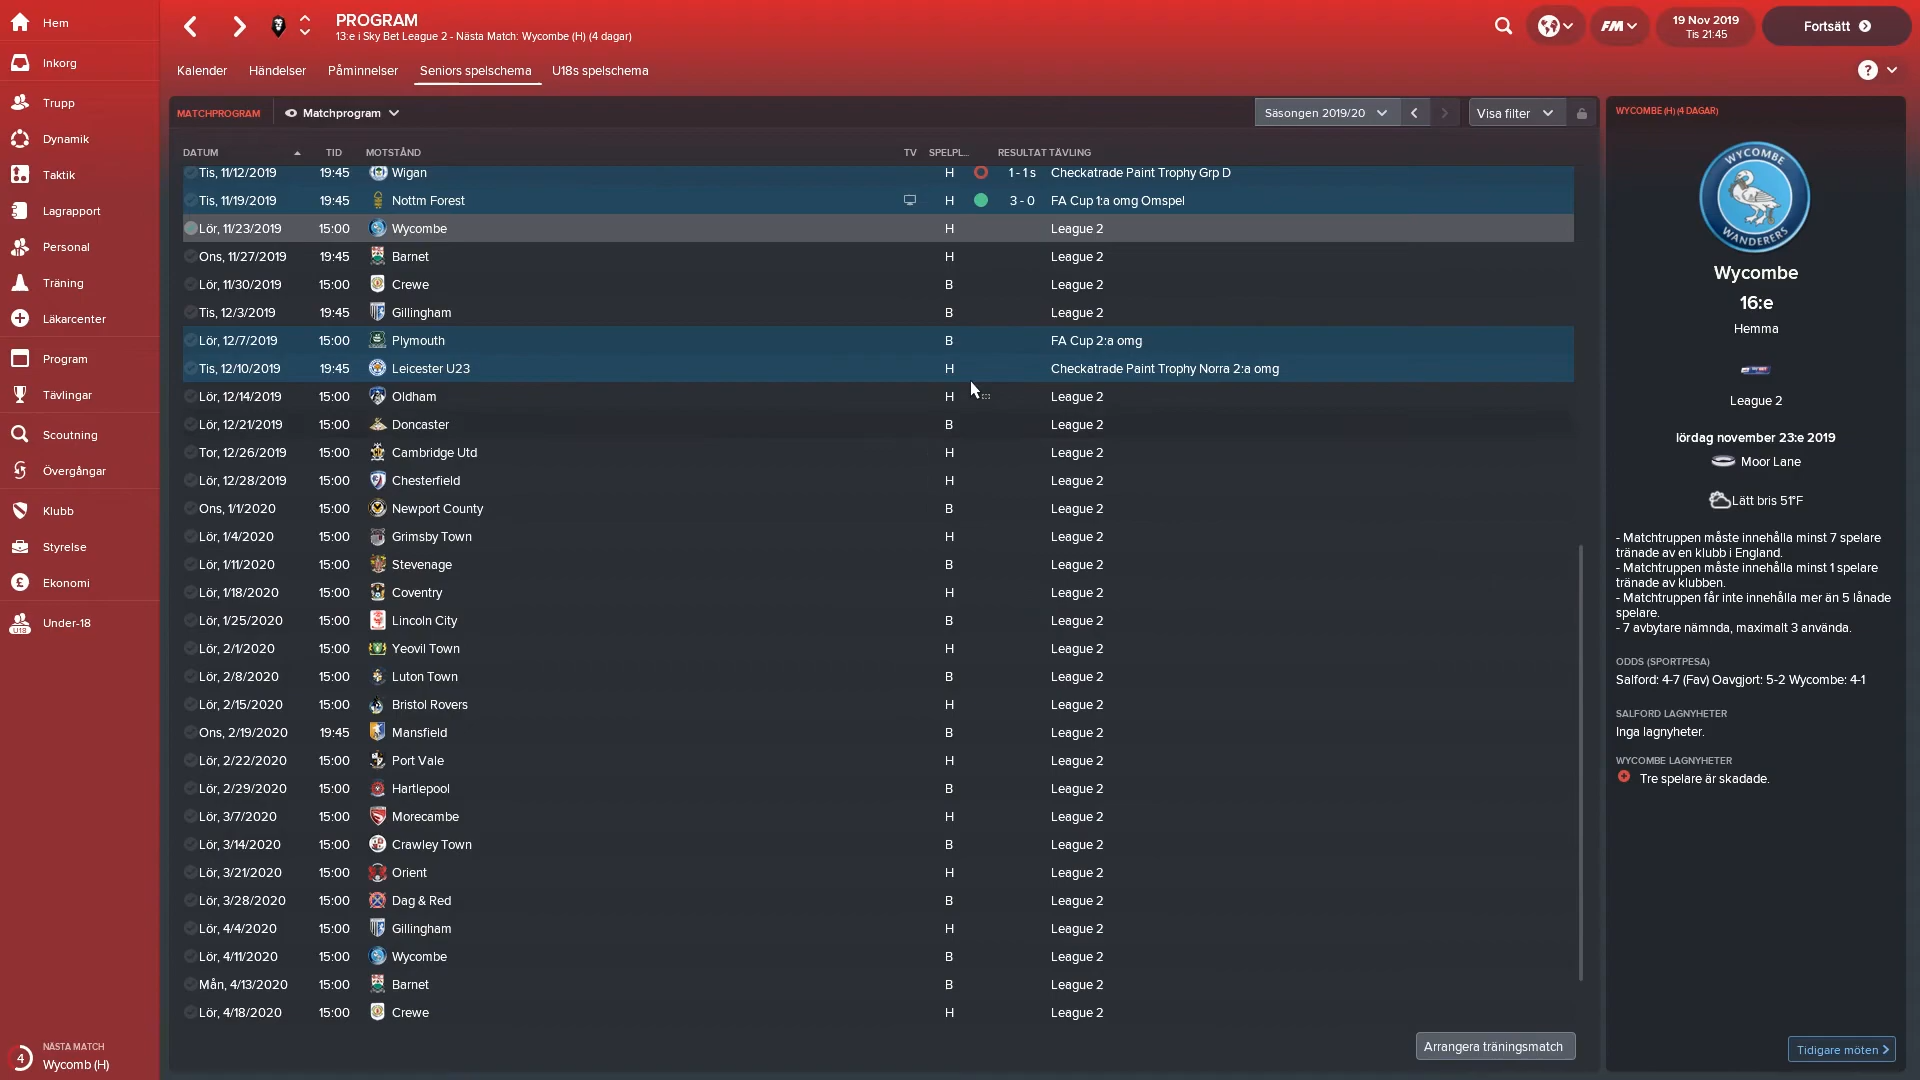 Hem
Inkorg
Trupp
Dynamik
Taktik
Lagrapport
Personal
Träning
Läkarcenter
Program
Tävlingar
Scoutning
Övergångar
Klubb
Styrelse
Ekonomi
U18 Under-18
4 NÄSTA MATCH
Wycomb (H)
PROGRAM
13:e i Sky Bet League 2 - Nästa Match: Wycombe (H) (4 dagar)
FM
19 Nov 2019
Tis 21:45
Fortsätt
Kalender Händelser Påminnelser Seniors spelschema U18s spelschema
?
MATCHPROGRAM Matchprogram Säsongen 2019/20 Visa filter
DATUM TID MOTSTÅND TV SPELPL... RESULTAT TÄVLING
Tis, 11/12/2019 19:45 Wigan H 1 - 1 s Checkatrade Paint Trophy Grp D
Tis, 11/19/2019 19:45 Nottm Forest H 3 - 0 FA Cup 1:a omg Omspel
Lör, 11/23/2019 15:00 Wycombe H League 2
Ons, 11/27/2019 19:45 Barnet H League 2
Lör, 11/30/2019 15:00 Crewe B League 2
Tis, 12/3/2019 19:45 Gillingham B League 2
Lör, 12/7/2019 15:00 Plymouth B FA Cup 2:a omg
Tis, 12/10/2019 19:45 Leicester U23 H Checkatrade Paint Trophy Norra 2:a omg
Lör, 12/14/2019 15:00 Oldham H League 2
Lör, 12/21/2019 15:00 Doncaster B League 2
Tor, 12/26/2019 15:00 Cambridge Utd H League 2
Lör, 12/28/2019 15:00 Chesterfield H League 2
Ons, 1/1/2020 15:00 Newport County B League 2
Lör, 1/4/2020 15:00 Grimsby Town H League 2
Lör, 1/11/2020 15:00 Stevenage B League 2
Lör, 1/18/2020 15:00 Coventry H League 2
Lör, 1/25/2020 15:00 Lincoln City B League 2
Lör, 2/1/2020 15:00 Yeovil Town H League 2
Lör, 2/8/2020 15:00 Luton Town B League 2
Lör, 2/15/2020 15:00 Bristol Rovers H League 2
Ons, 2/19/2020 19:45 Mansfield B League 2
Lör, 2/22/2020 15:00 Port Vale H League 2
Lör, 2/29/2020 15:00 Hartlepool B League 2
Lör, 3/7/2020 15:00 Morecambe H League 2
Lör, 3/14/2020 15:00 Crawley Town B League 2
Lör, 3/21/2020 15:00 Orient H League 2
Lör, 3/28/2020 15:00 Dag & Red B League 2
Lör, 4/4/2020 15:00 Gillingham H League 2
Lör, 4/11/2020 15:00 Wycombe B League 2
Mån, 4/13/2020 15:00 Barnet B League 2
Lör, 4/18/2020 15:00 Crewe H League 2
Arrangera träningsmatch
WYCOMBE (H) (4 DAGAR)
WYCOMBE
WANDERERS
Wycombe
16:e
Hemma
League 2
lördag november 23:e 2019
Moor Lane
Lätt bris 51°F
- Matchtruppen måste innehålla minst 7 spelare
tränade av en klubb i England.
- Matchtruppen måste innehålla minst 1 spelare
tränade av klubben.
- Matchtruppen får inte innehålla mer än 5 lånade
spelare.
- 7 avbytare nämnda, maximalt 3 använda.
ODDS (SPORTPESA)
Salford: 4-7 (Fav) Oavgjort: 5-2 Wycombe: 4-1
SALFORD LAGNYHETER
Inga lagnyheter.
WYCOMBE LAGNYHETER
Tre spelare är skadade.
Tidigare möten